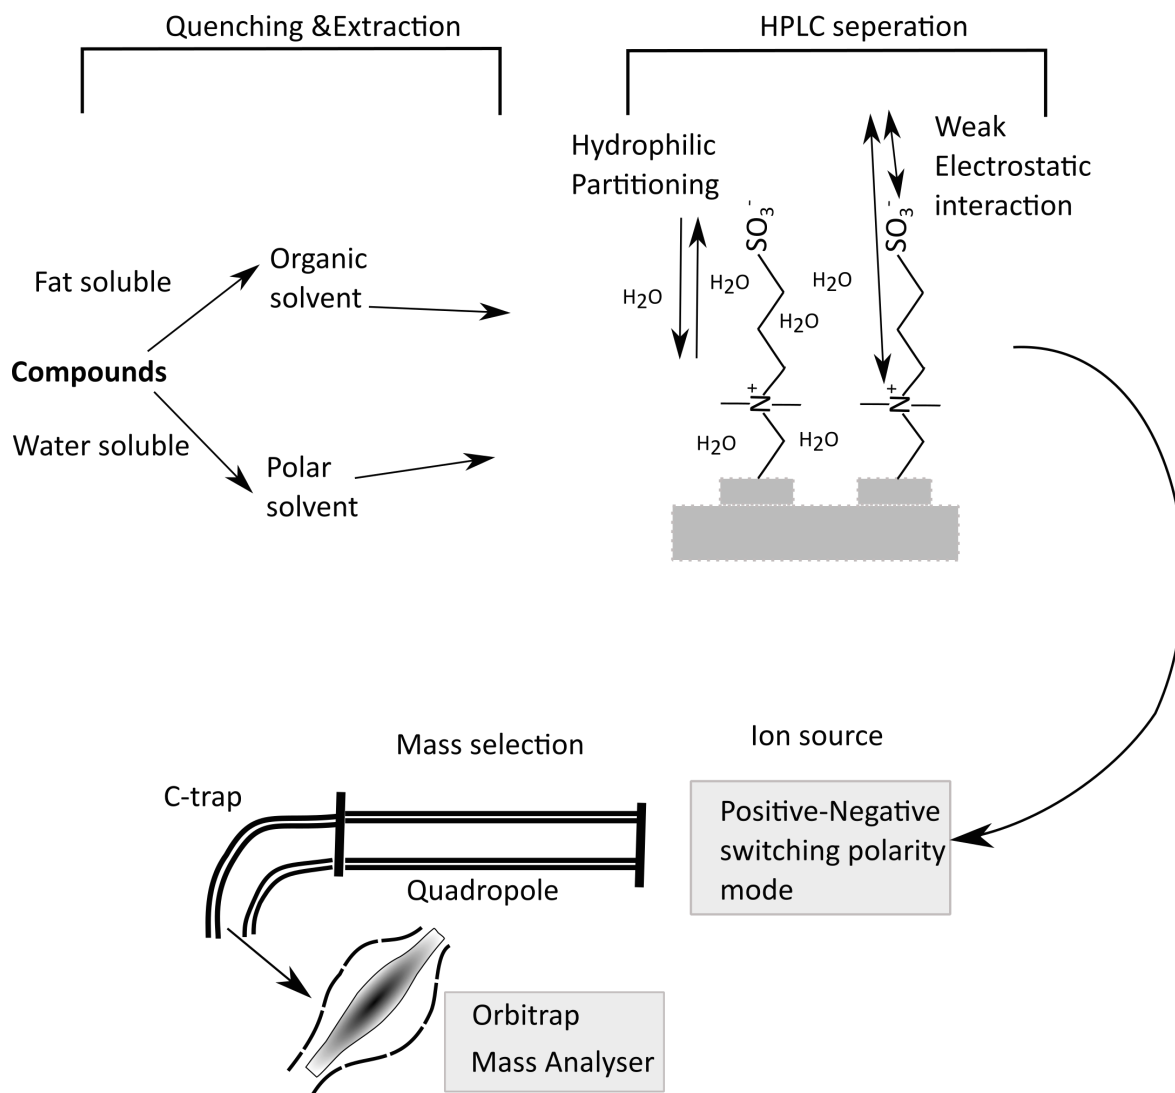 Quenching &Extraction
HPLC seperation
Hydrophilic
Partitioning
Weak
Electrostatic
interaction
SO3-
SO3-
Fat soluble
Organic
solvent
H2O
H2O
H2O
H2O
Compounds
+
N
+
N
Water soluble
H2O
H2O
Polar
solvent
Mass selection
Ion source
C-trap
Positive-Negative
switching polarity
mode
Quadropole
Orbitrap
Mass Analyser